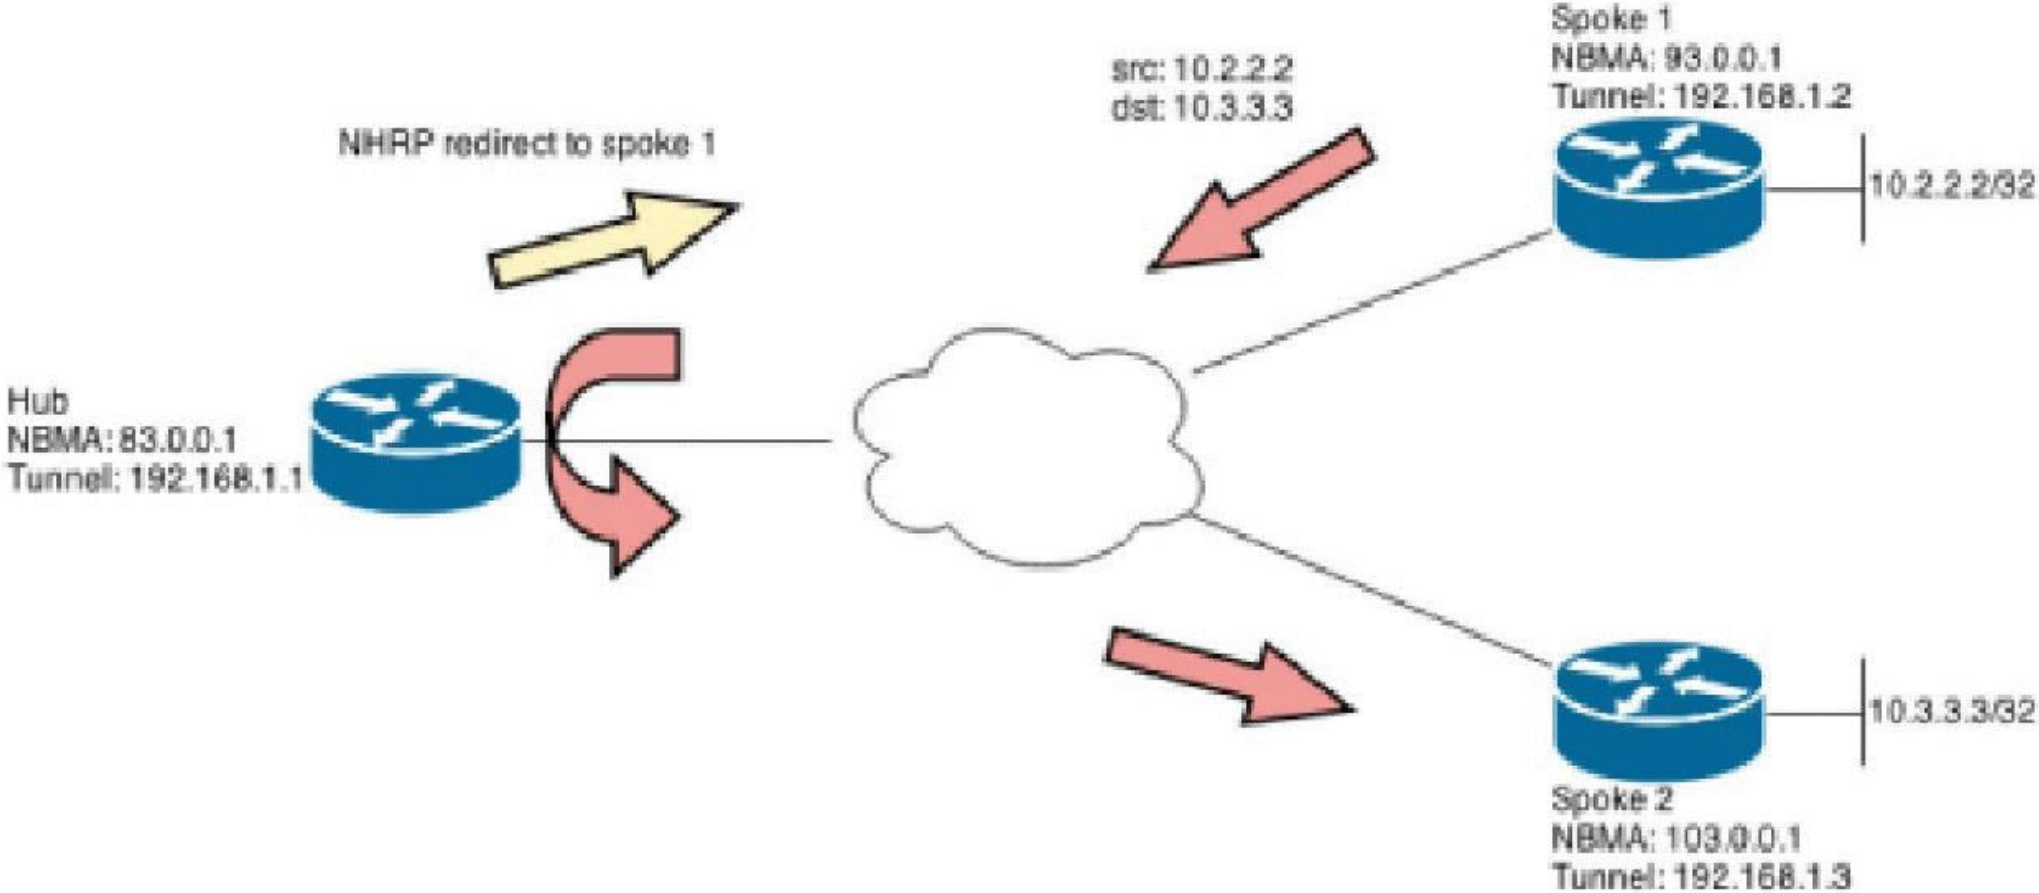 Spoke 1
NBMA: 93.0.0.1
Tunnel: 192.168.1.2
src: 10.2.2.2
dst: 10.3.3.3
NHRP redirect to spoke 1
10.2.2.2/32
Hub
NBMA: 83.0.0.1
Tunnel: 192.168.1.1
10.3.3.3/32
Spoke 2
NBMA: 103.0.0.1
Tunnel: 192.168.1.3